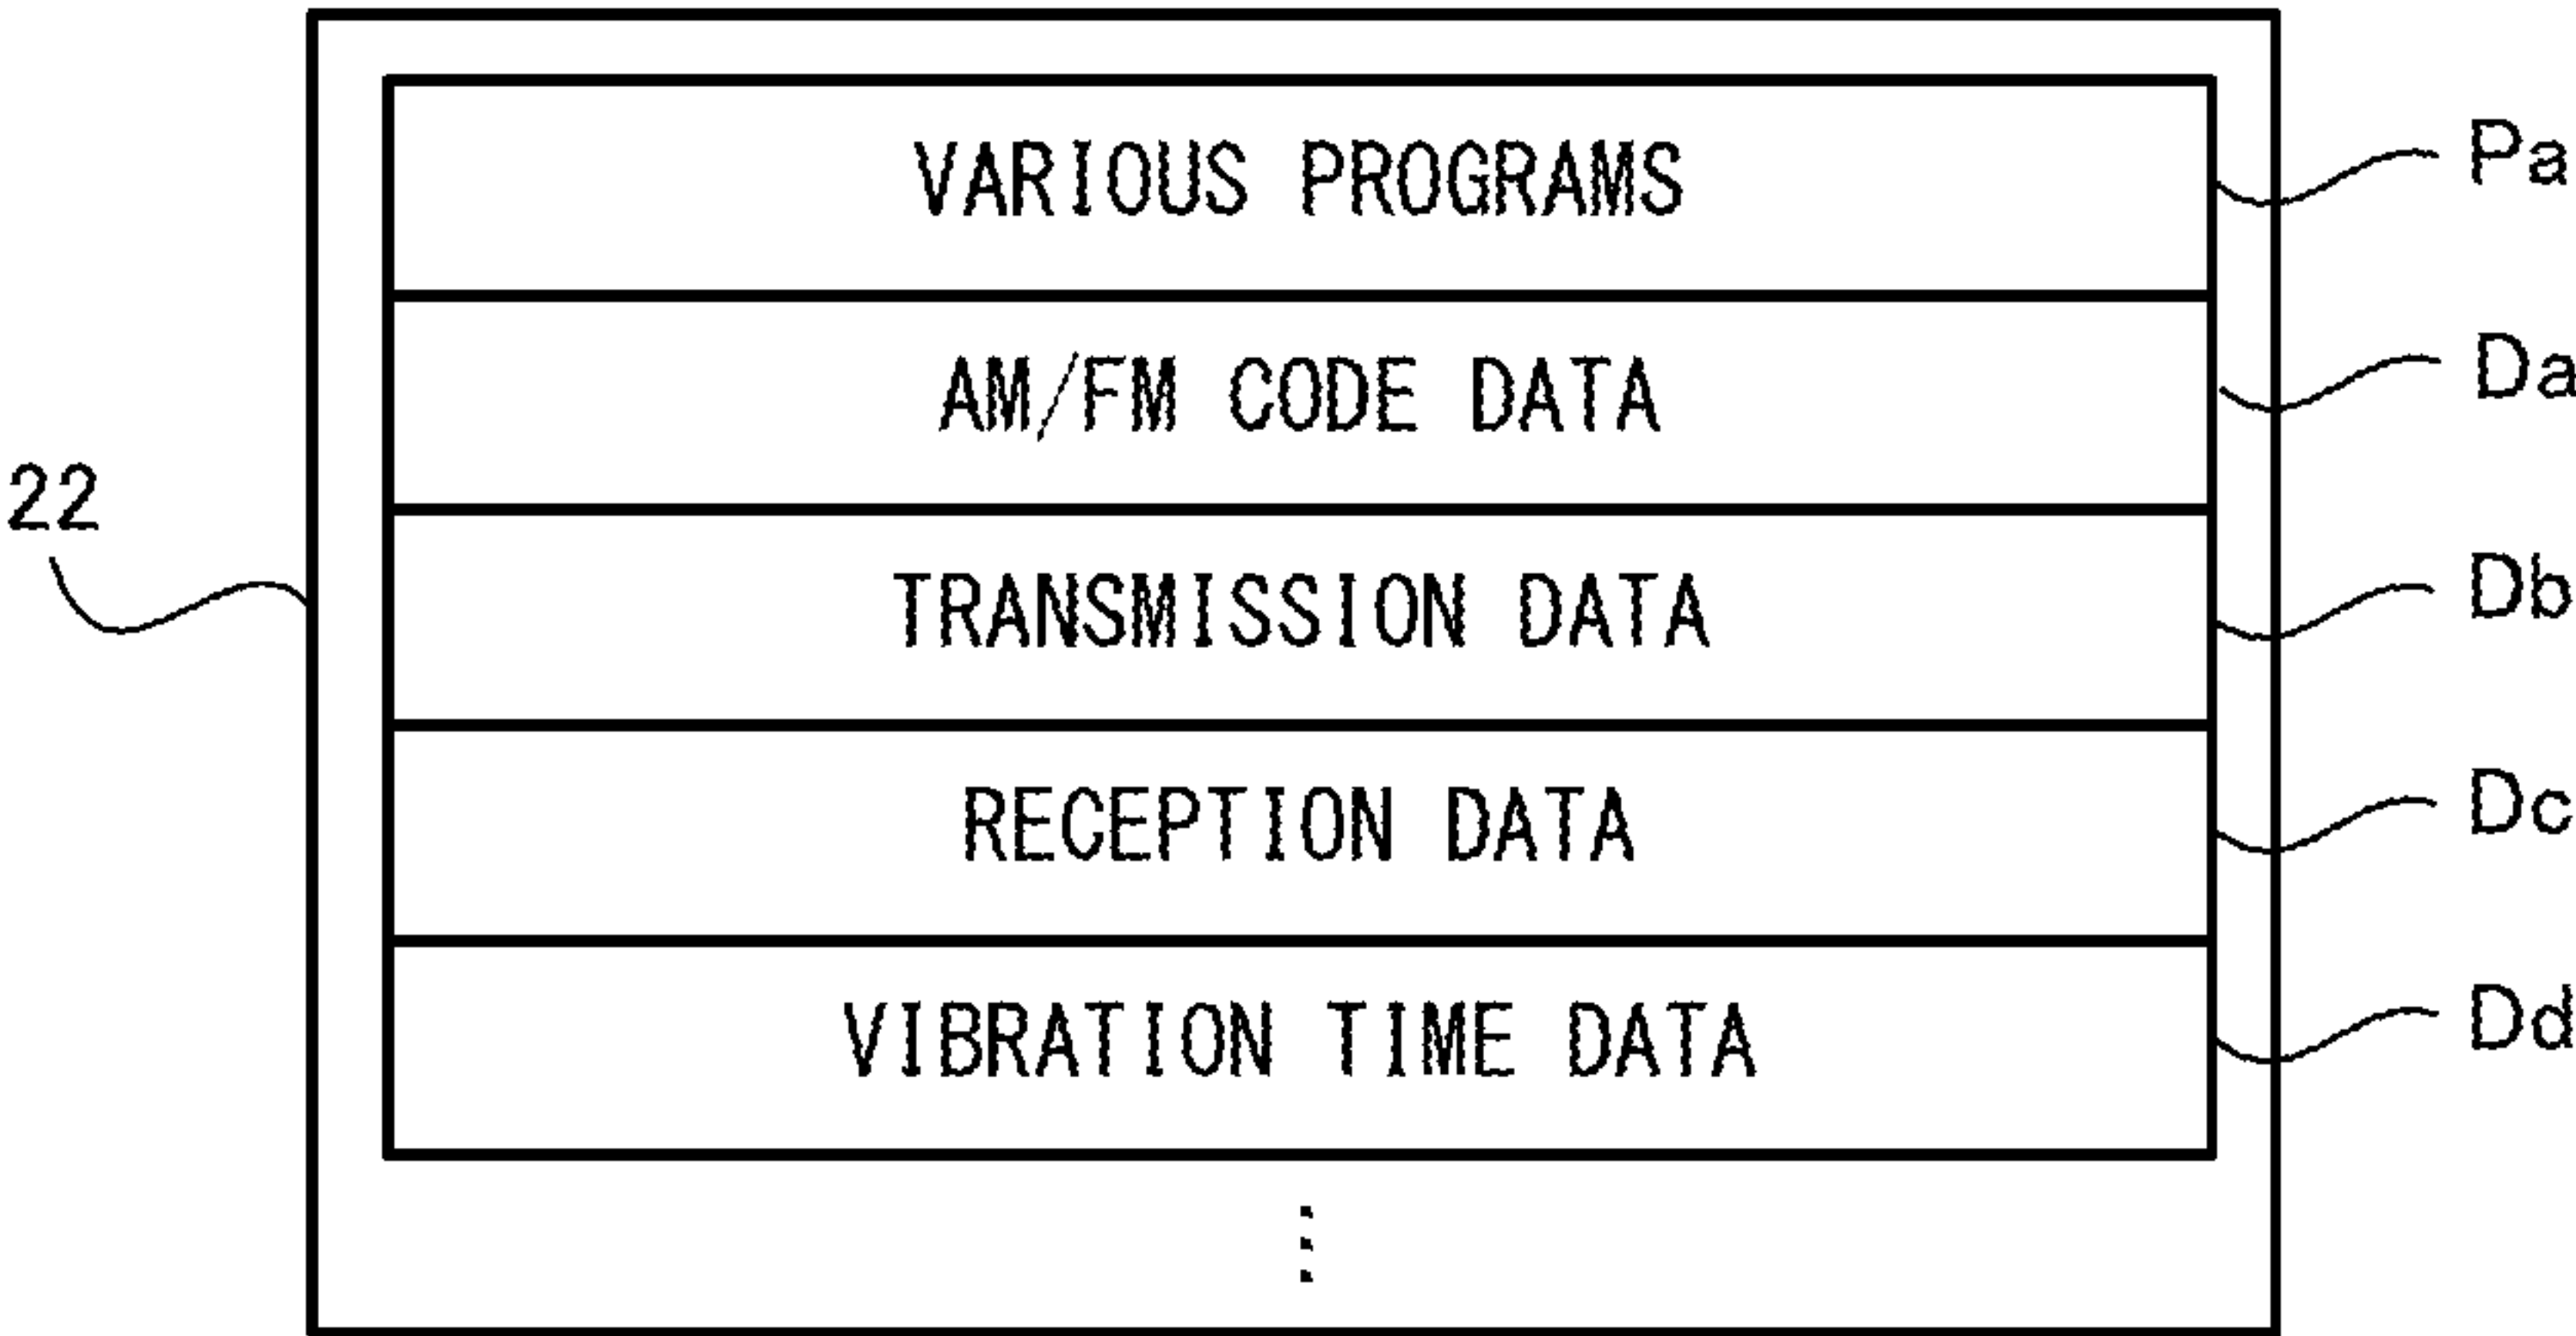 VARIOUS PROGRAMS Pa
AM/FM CODE DATA Da
22
TRANSMISSION DATA Db
RECEPTION DATA Dc
VIBRATION TIME DATA Dd